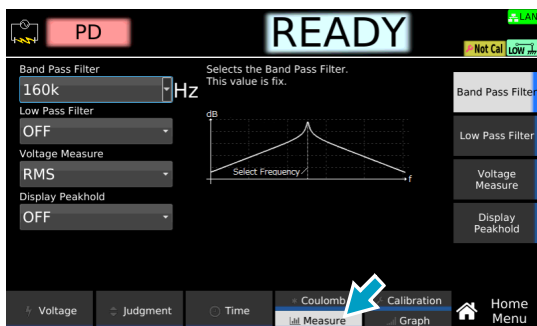 LAN
PD
READY
Not Cal
LOW
Band Pass Filter
160k
Hz
Low Pass Filter
OFF
Voltage Measure
RMS
Display Peakhold
OFF
Selects the Band Pass Filter.
This value is fix.
dB
Select Frequency
f
Band Pass Filter
Low Pass Filter
Voltage
Measure
Display
Peakhold
Voltage
Judgment
Time
Coulomb
Measure
Calibration
Graph
Home
Menu